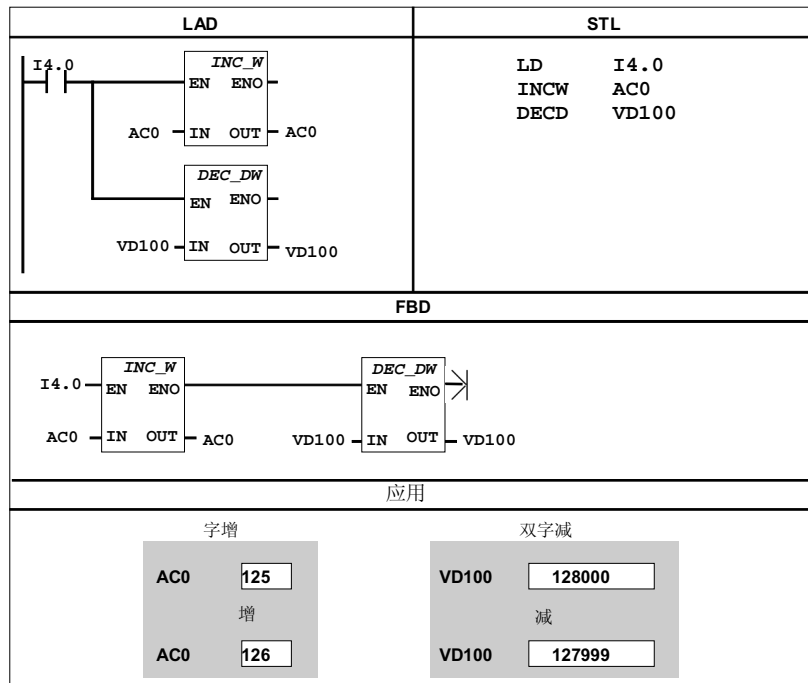 LAD STL
I4.0 INC_W
EN ENO
AC0 IN OUT AC0
DEC_DW
EN ENO
VD100 IN OUT VD100
LD I4.0
INCW AC0
DECD VD100
FBD
INC_W DEC_DW
I4.0 EN ENO EN ENO
AC0 IN OUT AC0 VD100 IN OUT VD100
应用
字增 双字减
AC0 125 VD100 128000
增 减
AC0 126 VD100 127999